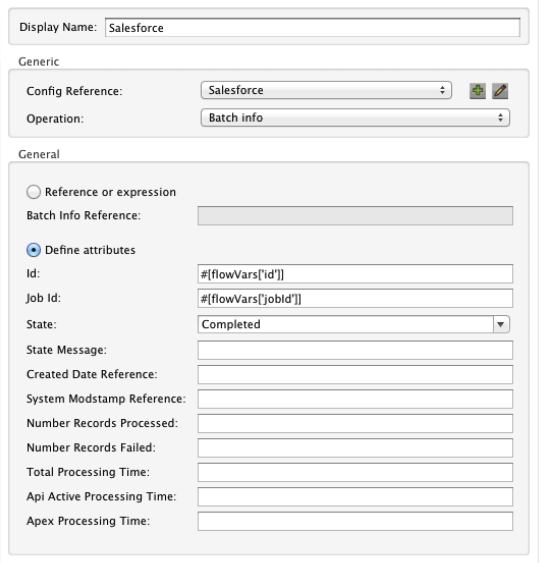 Display Name: Salesforce
Generic
Config Reference: Salesforce
Operation: Batch info
General
Reference or expression
Batch Info Reference:
Define attributes
Id: #[flowVars['id']]
Job Id: #[flowVars['jobId']]
State: Completed
State Message:
Created Date Reference:
System Modstamp Reference:
Number Records Processed:
Number Records Failed:
Total Processing Time:
Api Active Processing Time:
Apex Processing Time: